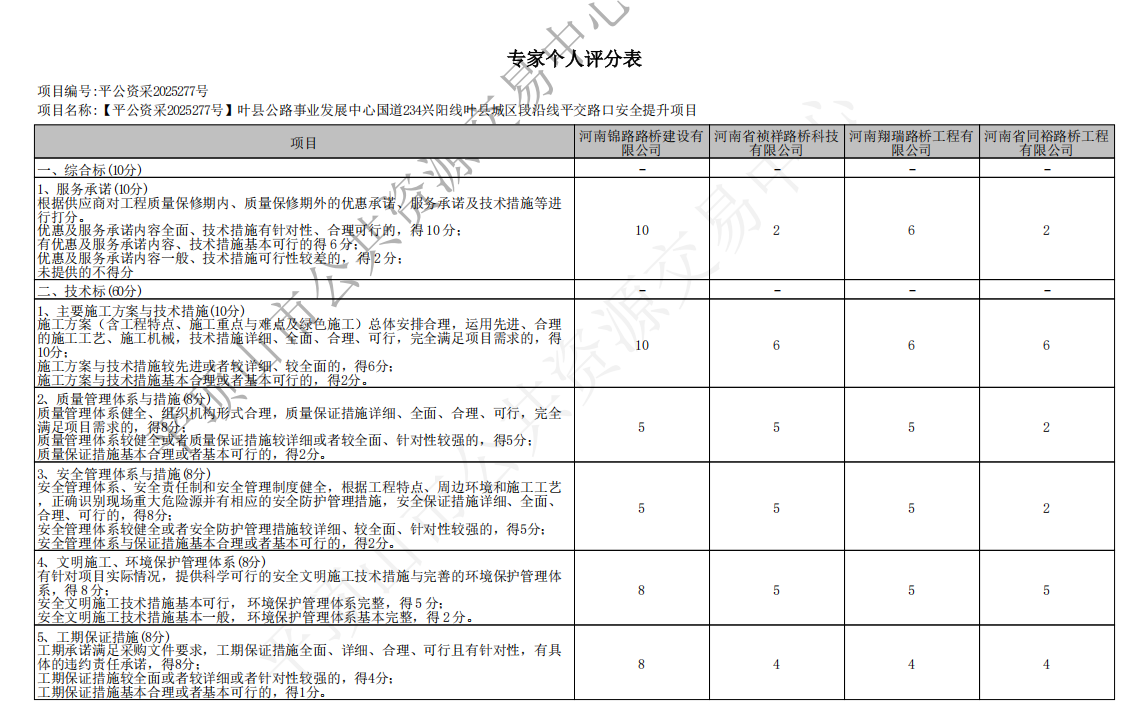 专家个人评分表
项目编号:平公资采2025277号
项目名称:【平公资采2025277号】叶县公路事业发展中心国道234兴阳线叶县城区段沿线平交路口安全提升项目
项目
河南锦路路桥建设有限公司
河南省祯祥路桥科技有限公司
河南翔瑞路桥工程有限公司
河南省同裕路桥工程有限公司
一、综合标(10分) － － － －
1、服务承诺(10分)
根据供应商对工程质量保修期内、质量保修期外的优惠承诺、服务承诺及技术措施等进
行打分。
优惠及服务承诺内容全面、技术措施有针对性、合理可行的，得 10 分；
有优惠及服务承诺内容、技术措施基本可行的得 6 分；
优惠及服务承诺内容一般、技术措施可行性较差的， 得 2 分；
未提供的不得分
10 2 6 2
二、技术标(60分) － － － －
1、主要施工方案与技术措施(10分)
施工方案（含工程特点、施工重点与难点及绿色施工）总体安排合理，运用先进、合理
的施工工艺、施工机械，技术措施详细、全面、合理、可行，完全满足项目需求的，得
10分；
施工方案与技术措施较先进或者较详细、较全面的，得6分；
施工方案与技术措施基本合理或者基本可行的，得2分。
10 6 6 6
2、质量管理体系与措施(8分)
质量管理体系健全、组织机构形式合理，质量保证措施详细、全面、合理、可行，完全
满足项目需求的，得8分；
质量管理体系较健全或者质量保证措施较详细或者较全面、针对性较强的，得5分；
质量保证措施基本合理或者基本可行的，得2分。
5 5 5 2
3、安全管理体系与措施(8分)
安全管理体系、安全责任制和安全管理制度健全，根据工程特点、周边环境和施工工艺
，正确识别现场重大危险源并有相应的安全防护管理措施，安全保证措施详细、全面、
合理、可行的，得8分；
安全管理体系较健全或者安全防护管理措施较详细、较全面、针对性较强的，得5分；
安全管理体系与保证措施基本合理或者基本可行的，得2分。
5 5 5 2
4、文明施工、环境保护管理体系(8分)
有针对项目实际情况，提供科学可行的安全文明施工技术措施与完善的环境保护管理体
系，得 8 分；
安全文明施工技术措施基本可行， 环境保护管理体系完整，得 5 分；
安全文明施工技术措施基本一般， 环境保护管理体系基本完整，得 2 分。
8 5 5 5
5、工期保证措施(8分)
工期承诺满足采购文件要求，工期保证措施全面、详细、合理、可行且有针对性，有具
体的违约责任承诺，得8分；
工期保证措施较全面或者较详细或者针对性较强的，得4分；
工期保证措施基本合理或者基本可行的，得1分。
8 4 4 4
平顶山市公共资源交易中心
平顶山市公共资源交易中心